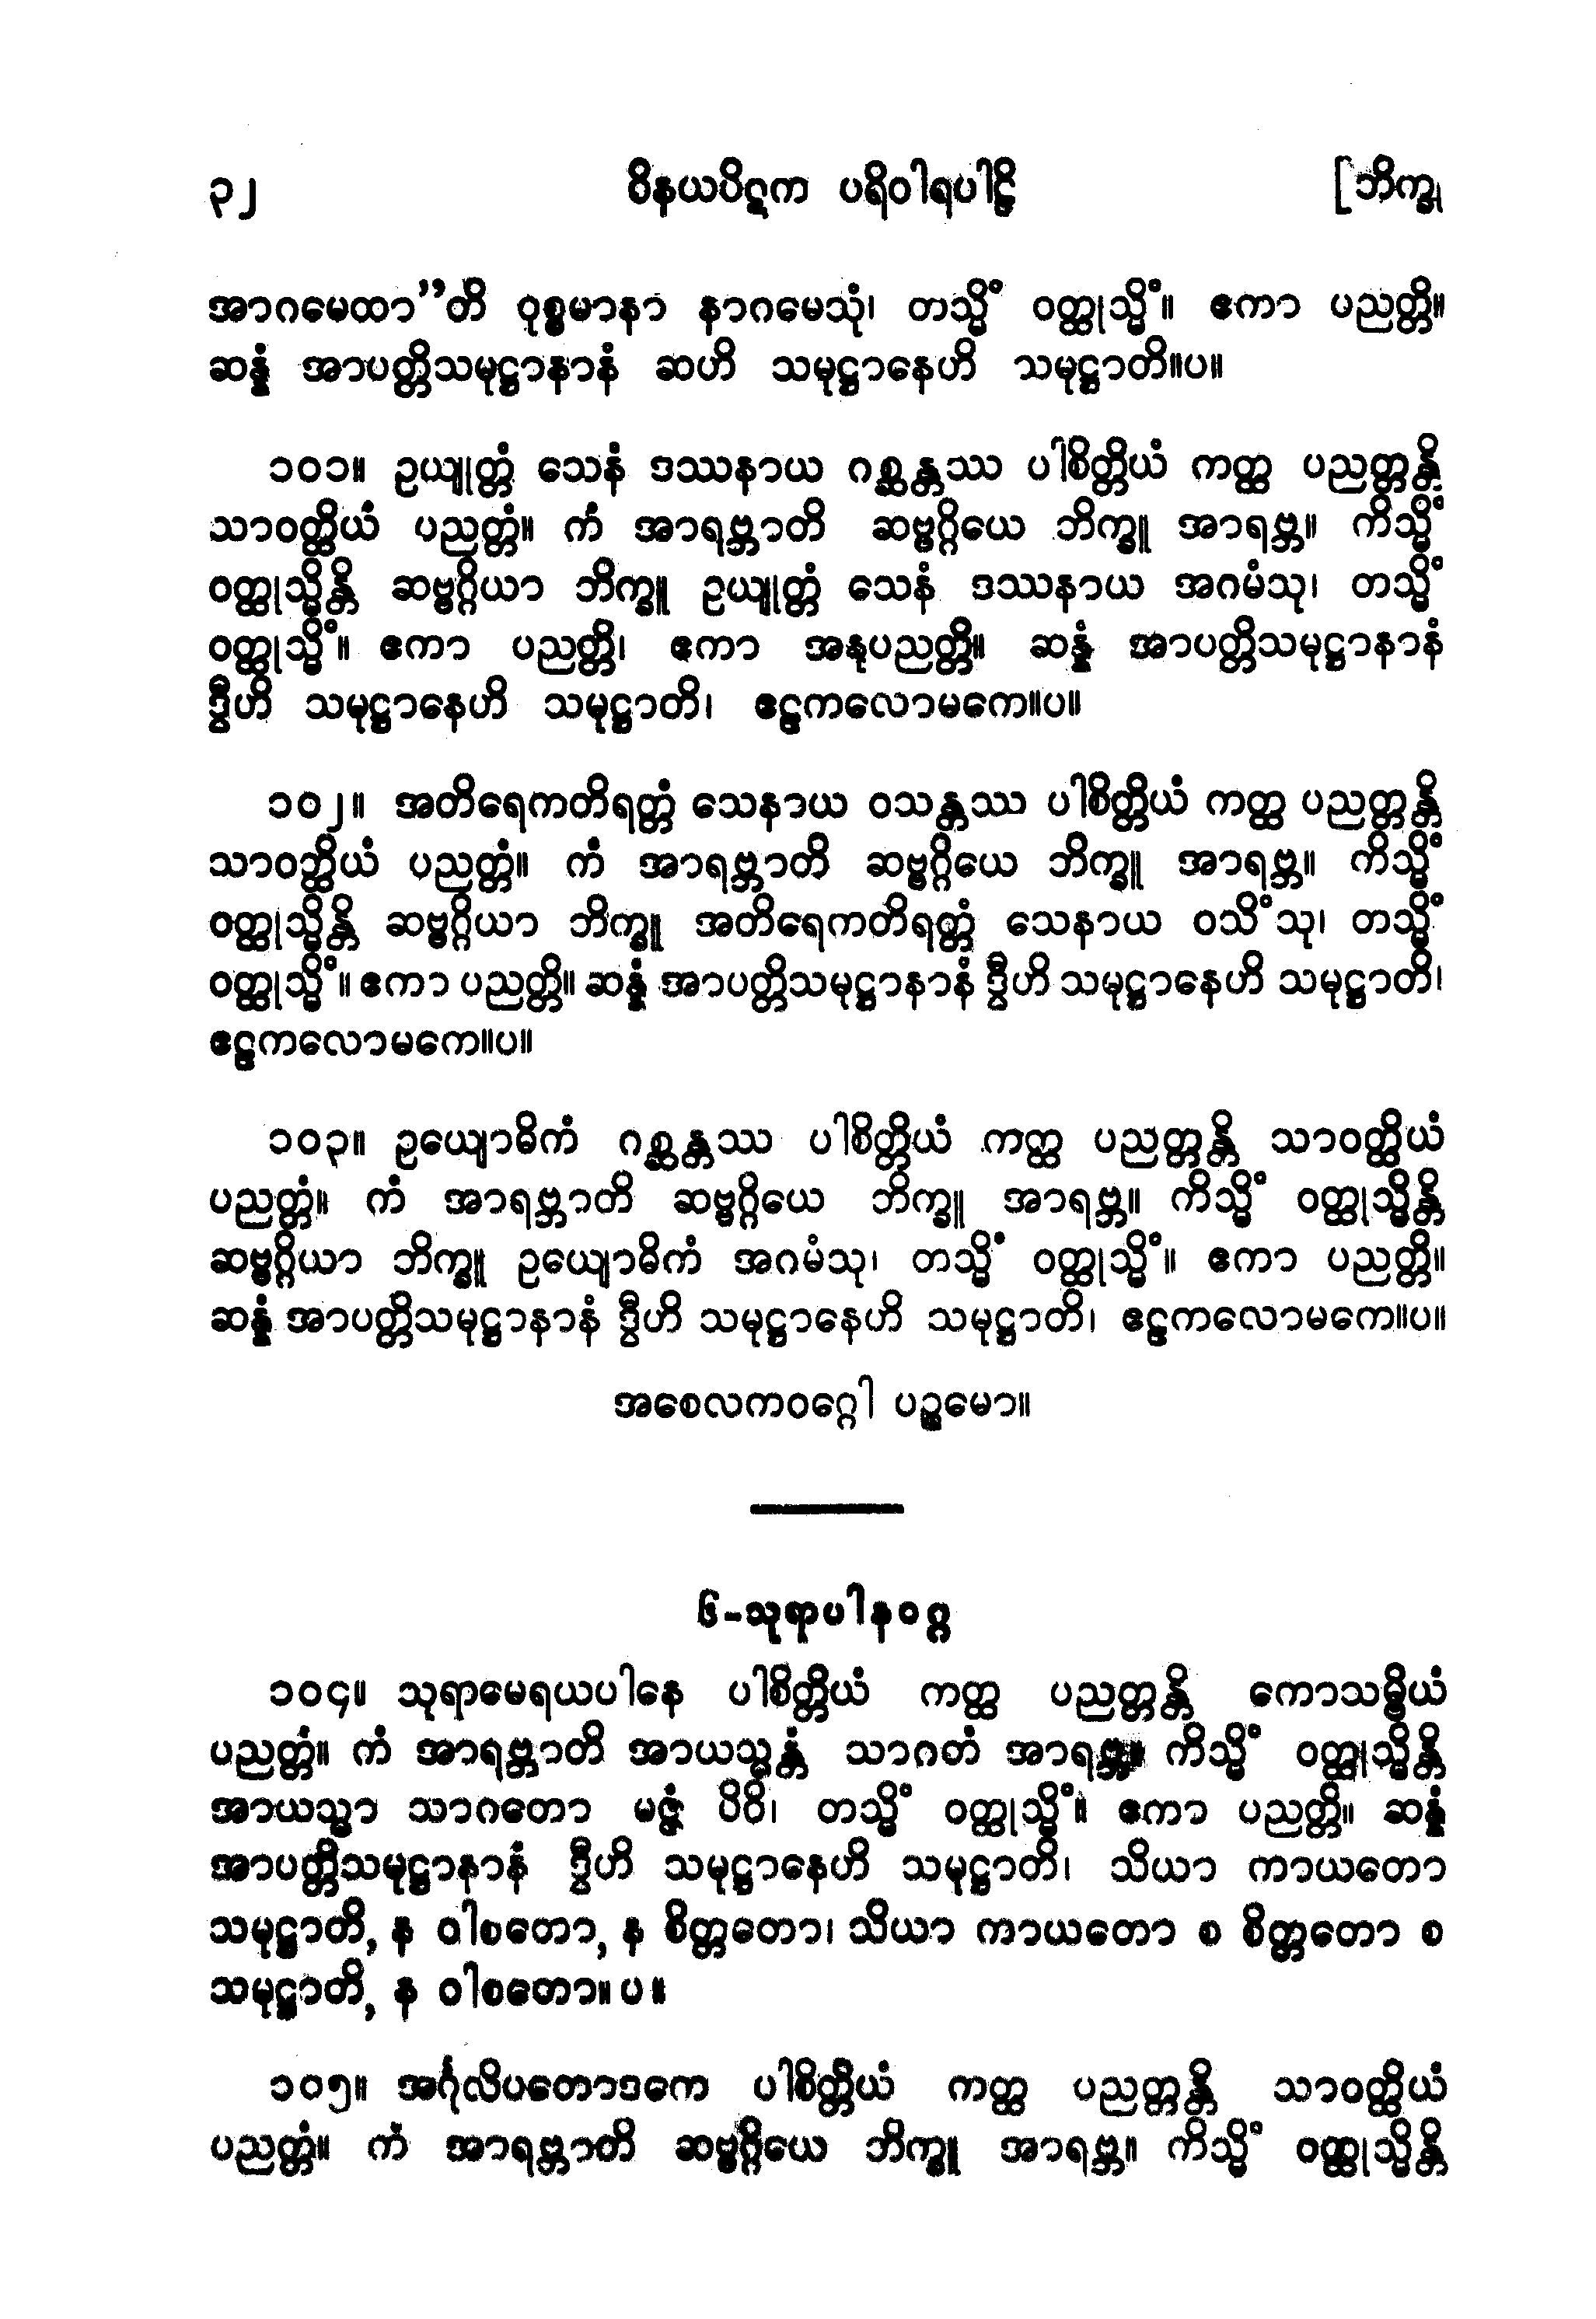 ၃၂ ဝိနယပိဋက ပရိဝါရပါဠိ [ဘိက္ခု
အာဂမေထာ”တိ ဝုစ္စမာနာ နာဂမေသုံ၊ တသ္မိံ ဝတ္ထုသ္မိံ။ ဧကာ ပညတ္တိ။
ဆန္နံ အာပတ္တိသမုဋ္ဌာနာနံ ဆဟိ သမုဋ္ဌာနေဟိ သမုဋ္ဌာတိ။ပ။
၁၀၁။ ဥယျုတ္တံ သေနံ ဒဿနာယ ဂစ္ဆန္တဿ ပါစိတ္တိယံ ကတ္ထ ပညတ္တန္တိ
သာဝတ္ထိယံ ပညတ္တံ။ ကံ အာရဗ္ဘာတိ ဆဗ္ဗဂ္ဂိယေ ဘိက္ခူ အာရဗ္ဘ။ ကိသ္မိံ
ဝတ္ထုသ္မိန္တိ ဆဗ္ဗဂ္ဂိယာ ဘိက္ခူ ဥယျုတ္တံ သေနံ ဒဿနာယ အဂမံသု၊ တသ္မိံ
ဝတ္ထုသ္မိံ။ ဧကာ ပညတ္တိ၊ ဧကာ အနုပညတ္တိ။ ဆန္နံ အာပတ္တိသမုဋ္ဌာနာနံ
ဒွီဟိ သမုဋ္ဌာနေဟိ သမုဋ္ဌာတိ၊ ဧဠကလောမကေ။ပ။
၁၀၂။ အတိရေကတိရတ္တံ သေနာယ ဝသန္တဿ ပါစိတ္တိယံ ကတ္ထ ပညတ္တန္တိ
သာဝတ္ထိယံ ပညတ္တံ။ ကံ အာရဗ္ဘာတိ ဆဗ္ဗဂ္ဂိယေ ဘိက္ခူ အာရဗ္ဘ။ ကိသ္မိံ
ဝတ္ထုသ္မိန္တိ ဆဗ္ဗဂ္ဂိယာ ဘိက္ခူ အတိရေကတိရတ္တံ သေနာယ ဝသိံသု၊ တသ္မိံ
ဝတ္ထုသ္မိံ။ ဧကာ ပညတ္တိ။ ဆန္နံ အာပတ္တိသမုဋ္ဌာနာနံ ဒွီဟိ သမုဋ္ဌာနေဟိ သမုဋ္ဌာတိ၊
ဧဠကလောမကေ။ပ။
၁၀၃။ ဥယျောဓိကံ ဂစ္ဆန္တဿ ပါစိတ္တိယံ ကတ္ထ ပညတ္တန္တိ သာဝတ္ထိယံ
ပညတ္တံ။ ကံ အာရဗ္ဘာတိ ဆဗ္ဗဂ္ဂိယေ ဘိက္ခူ အာရဗ္ဘ။ ကိသ္မိံ ဝတ္ထုသ္မိန္တိ
ဆဗ္ဗဂ္ဂိယာ ဘိက္ခူ ဥယျောဓိကံ အဂမံသု၊ တသ္မိံ ဝတ္ထုသ္မိံ။ ဧကာ ပညတ္တိ။
ဆန္နံ အာပတ္တိသမုဋ္ဌာနာနံ ဒွီဟိ သမုဋ္ဌာနေဟိ သမုဋ္ဌာတိ၊ ဧဠကလောမကေ။ပ။
အစေလကဝဂ္ဂေါ ပဉ္စမော။
၆-သုရာပါနဝဂ္ဂ
၁၀၄။ သုရာမေရယပါနေ ပါစိတ္တိယံ ကတ္ထ ပညတ္တန္တိ ကောသမ္ဗိယံ
ပညတ္တံ။ ကံ အာရဗ္ဘာတိ အာယသ္မန္တံ သာဂတံ အာရဗ္ဘ။ ကိသ္မိံ ဝတ္ထုသ္မိန္တိ
အာယသ္မာ သာဂတော မဇ္ဇံ ပိဝိ၊ တသ္မိံ ဝတ္ထုသ္မိံ။ ဧကာ ပညတ္တိ။ ဆန္နံ
အာပတ္တိသမုဋ္ဌာနာနံ ဒွီဟိ သမုဋ္ဌာနေဟိ သမုဋ္ဌာတိ၊ သိယာ ကာယတော
သမုဋ္ဌာတိ, န ဝါစတော, န စိတ္တတော၊ သိယာ ကာယတော စ စိတ္တတော စ
သမုဋ္ဌာတိ, န ဝါစတော။ ပ ။
၁၀၅။ အင်္ဂုလိပတောဒကေ ပါစိတ္တိယံ ကတ္ထ ပညတ္တန္တိ သာဝတ္ထိယံ
ပညတ္တံ။ ကံ အာရဗ္ဘာတိ ဆဗ္ဗဂ္ဂိယေ ဘိက္ခူ အာရဗ္ဘ။ ကိသ္မိံ ဝတ္ထုသ္မိန္တိ